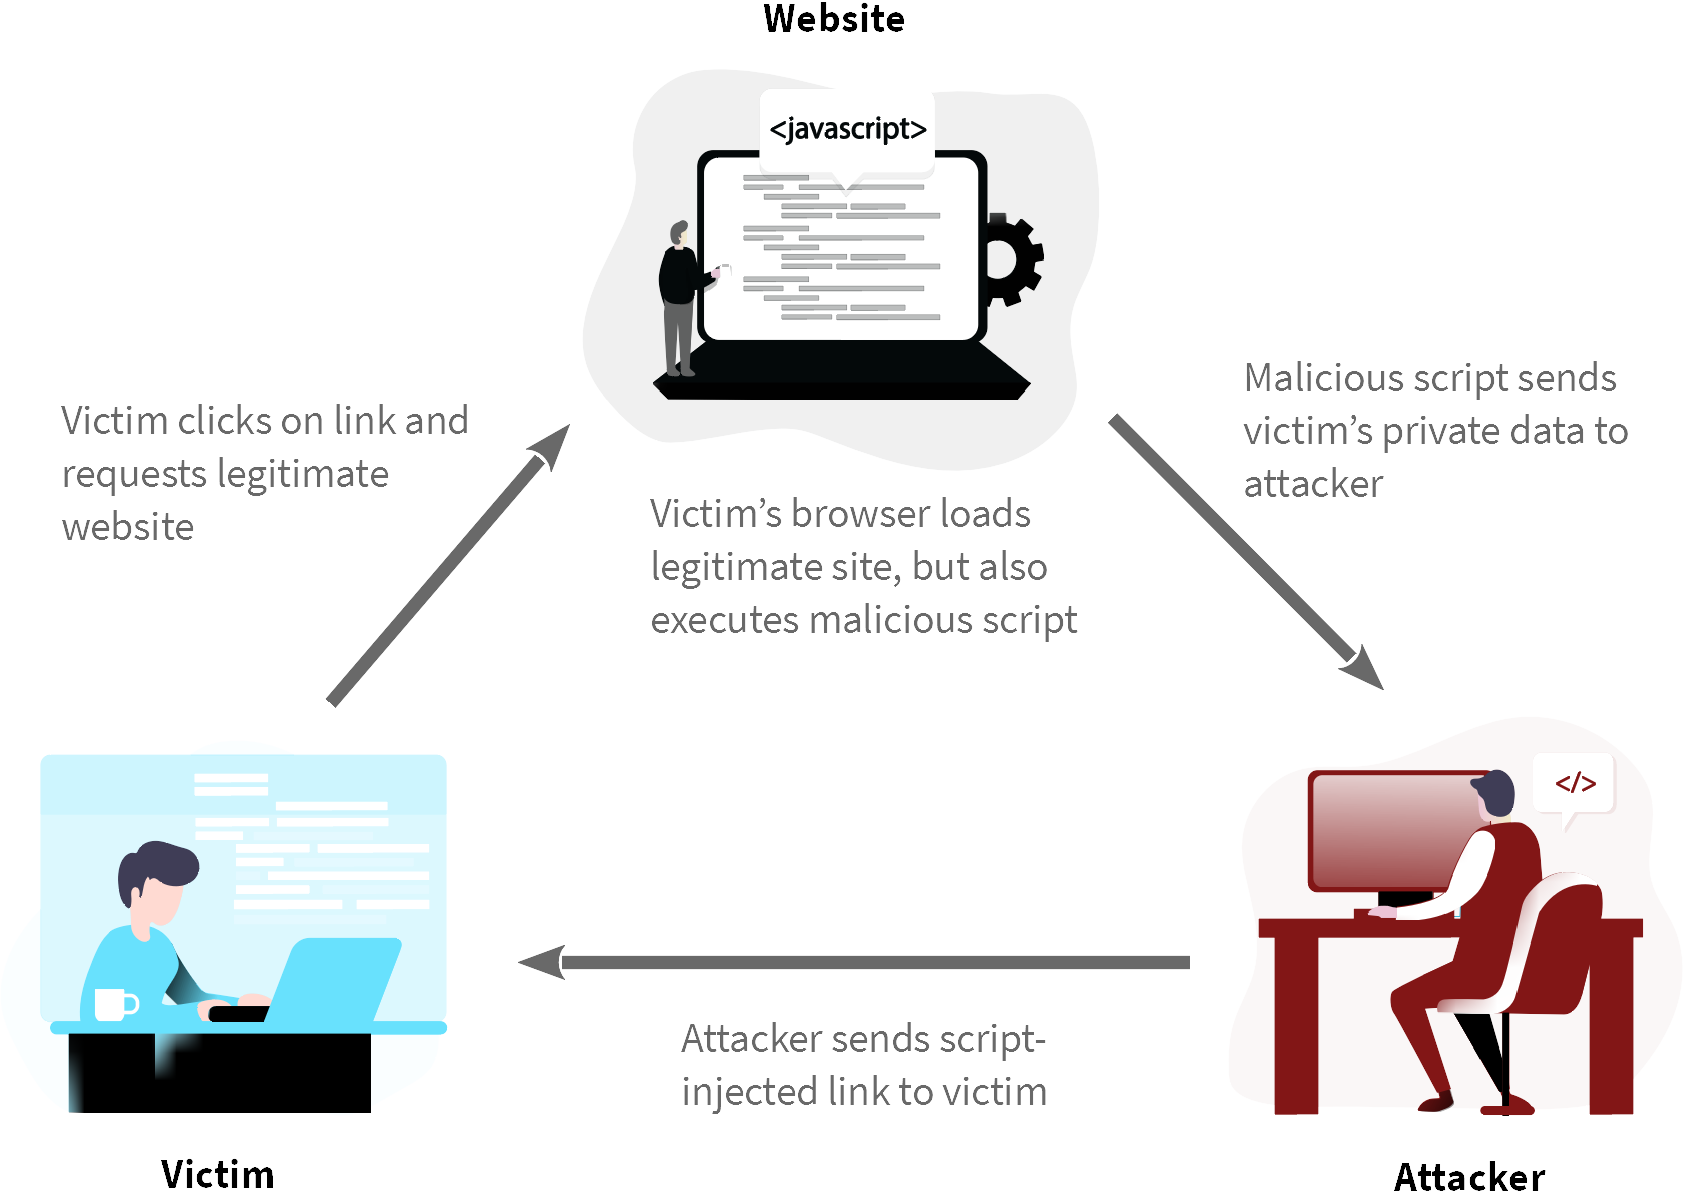 Website
<javascript>
Victim clicks on link and
requests legitimate
website
Victim’s browser loads
legitimate site, but also
executes malicious script
Malicious script sends
victim’s private data to
attacker
</>
Attacker sends script-
injected link to victim
Victim
Attacker